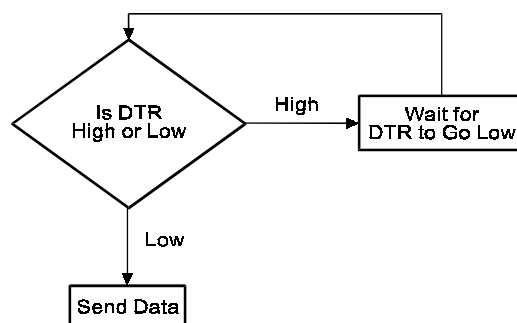 Is DTR
High or Low
High
Wait for
DTR to Go Low
Low
Send Data